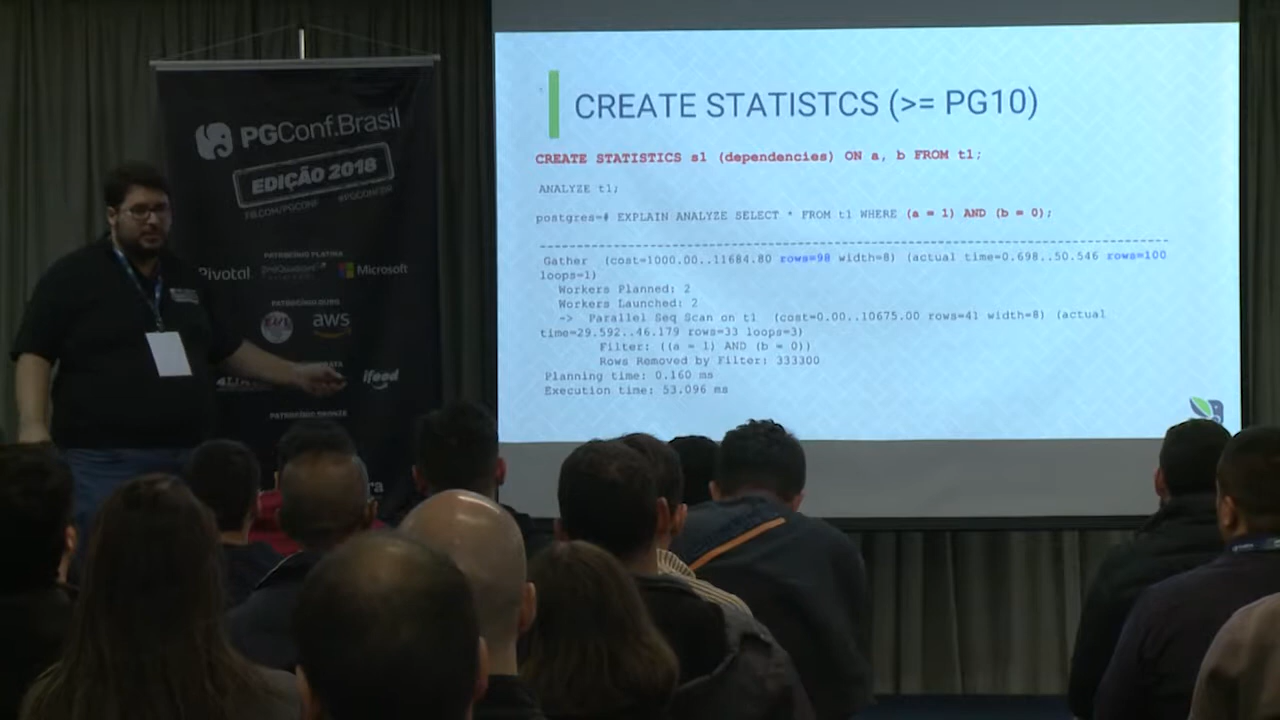 PGConf.Brasil
EDIÇÃO 2018
FB.COM/PGCONF
PATROCÍNIO PLATINA
Pivotal
Microsoft
PATROCÍNIO OURO
aws
ifood
PATROCÍNIO BRONZE
CREATE STATISTCS (>= PG10)
CREATE STATISTICS s1 (dependencies) ON a, b FROM t1;
ANALYZE t1;
postgres=# EXPLAIN ANALYZE SELECT * FROM t1 WHERE (a = 1) AND (b = 0);
--------------------------------------------------------------------------------
Gather (cost=1000.00..11684.80 rows=98 width=8) (actual time=0.698..50.546 rows=100
loops=1)
Workers Planned: 2
Workers Launched: 2
-> Parallel Seq Scan on t1 (cost=0.00..10675.00 rows=41 width=8) (actual
time=29.592..46.179 rows=33 loops=3)
Filter: ((a = 1) AND (b = 0))
Rows Removed by Filter: 333300
Planning time: 0.160 ms
Execution time: 53.096 ms